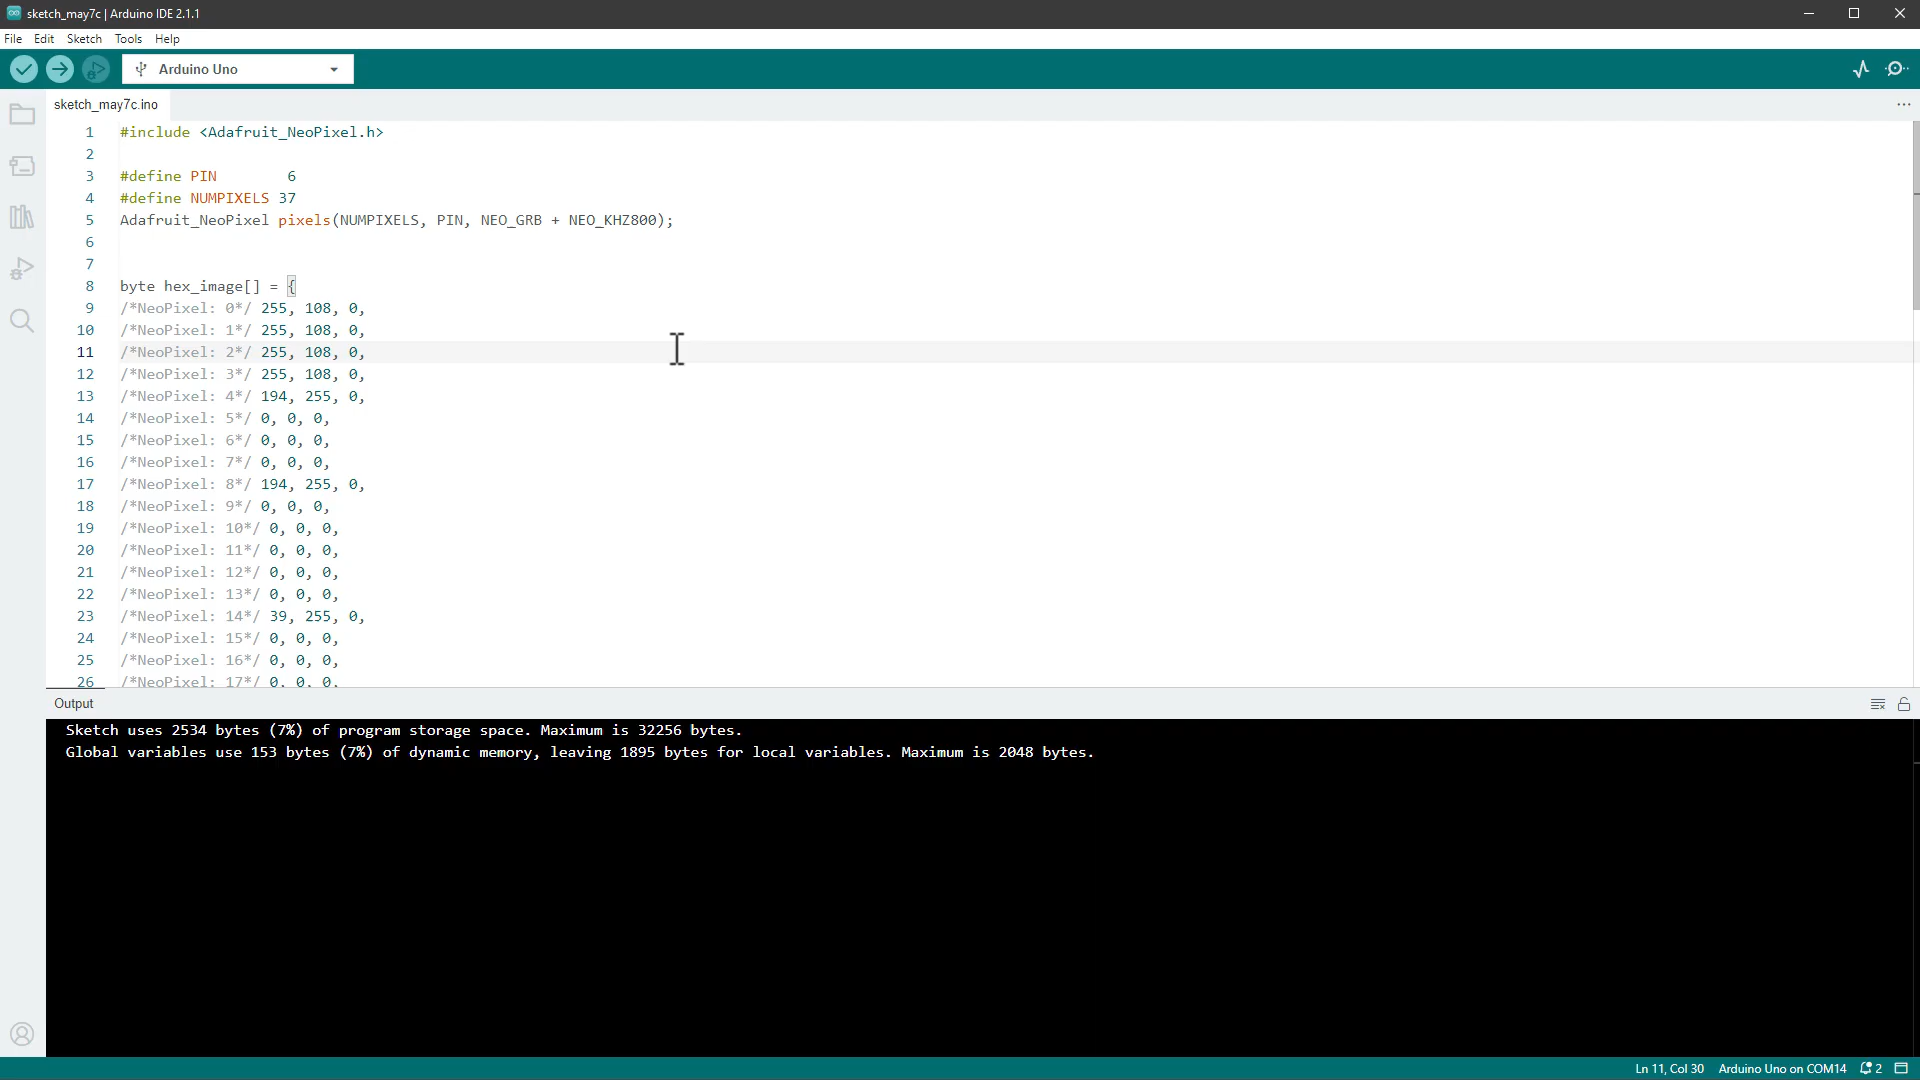 sketch_may7c | Arduino IDE 2.1.1
File Edit Sketch Tools Help
Arduino Uno
sketch_may7c.ino
1 #include <Adafruit_NeoPixel.h>
2
3 #define PIN 6
4 #define NUMPIXELS 37
5 Adafruit_NeoPixel pixels(NUMPIXELS, PIN, NEO_GRB + NEO_KHZ800);
6
7
8 byte hex_image[] = {
9 /*NeoPixel: 0*/ 255, 108, 0,
10 /*NeoPixel: 1*/ 255, 108, 0,
11 /*NeoPixel: 2*/ 255, 108, 0,
12 /*NeoPixel: 3*/ 255, 108, 0,
13 /*NeoPixel: 4*/ 194, 255, 0,
14 /*NeoPixel: 5*/ 0, 0, 0,
15 /*NeoPixel: 6*/ 0, 0, 0,
16 /*NeoPixel: 7*/ 0, 0, 0,
17 /*NeoPixel: 8*/ 194, 255, 0,
18 /*NeoPixel: 9*/ 0, 0, 0,
19 /*NeoPixel: 10*/ 0, 0, 0,
20 /*NeoPixel: 11*/ 0, 0, 0,
21 /*NeoPixel: 12*/ 0, 0, 0,
22 /*NeoPixel: 13*/ 0, 0, 0,
23 /*NeoPixel: 14*/ 39, 255, 0,
24 /*NeoPixel: 15*/ 0, 0, 0,
25 /*NeoPixel: 16*/ 0, 0, 0,
26 /*NeoPixel: 17*/ 0, 0, 0,
Output
Sketch uses 2534 bytes (7%) of program storage space. Maximum is 32256 bytes.
Global variables use 153 bytes (7%) of dynamic memory, leaving 1895 bytes for local variables. Maximum is 2048 bytes.
Ln 11, Col 30 Arduino Uno on COM14 2